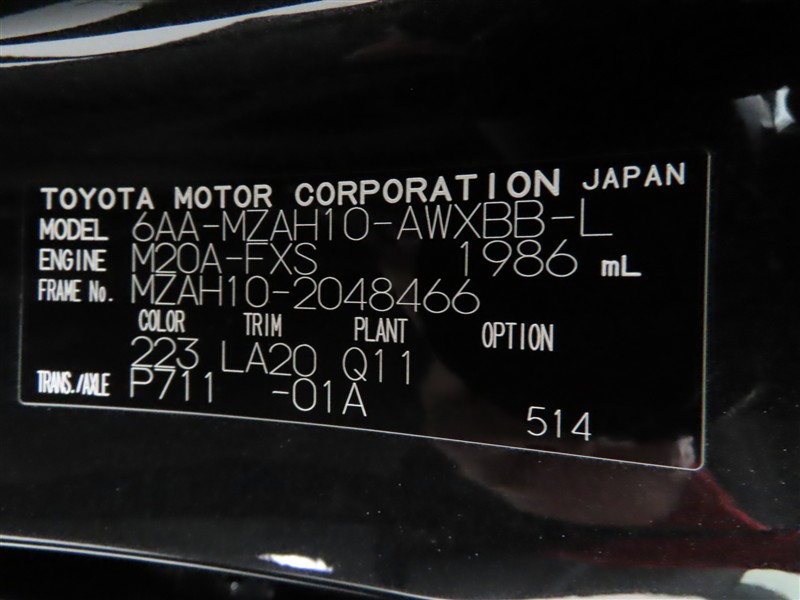 TOYOTA MOTOR CORPORATION JAPAN
MODEL 6AA-MZAH10-AWXBB-L
ENGINE M20A-FXS 1986 mL
FRAME No. MZAH10-2048466
COLOR TRIM PLANT OPTION
223 LA20 Q11
TRANS./AXLE P711 -01A
514